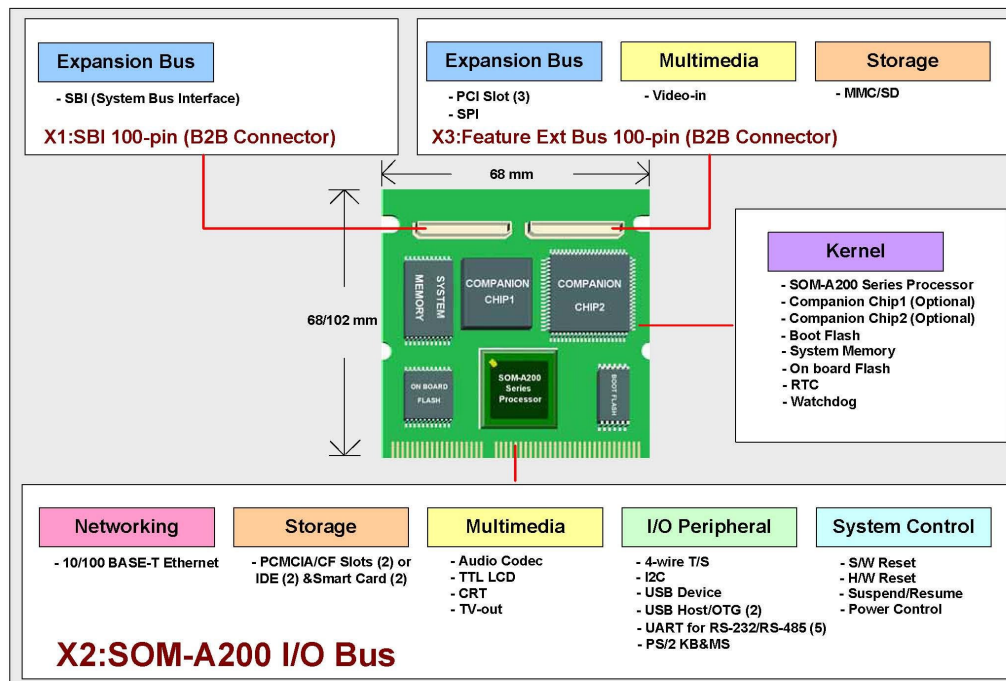 Expansion Bus
- SBI (System Bus Interface)
X1:SBI 100-pin (B2B Connector)
Expansion Bus
- PCI Slot (3)
- SPI
Multimedia
- Video-in
Storage
- MMC/SD
X3:Feature Ext Bus 100-pin (B2B Connector)
68 mm
68/102 mm
SYSTEM
MEMORY
COMPANION
CHIP1
COMPANION
CHIP2
ON BOARD
FLASH
SOM-A200
Series
Processor
BOOT FLASH
Kernel
- SOM-A200 Series Processor
- Companion Chip1 (Optional)
- Companion Chip2 (Optional)
- Boot Flash
- System Memory
- On board Flash
- RTC
- Watchdog
Networking
- 10/100 BASE-T Ethernet
Storage
- PCMCIA/CF Slots (2) or
IDE (2) &Smart Card (2)
Multimedia
- Audio Codec
- TTL LCD
- CRT
- TV-out
I/O Peripheral
- 4-wire T/S
- I2C
- USB Device
- USB Host/OTG (2)
- UART for RS-232/RS-485 (5)
- PS/2 KB&MS
System Control
- S/W Reset
- H/W Reset
- Suspend/Resume
- Power Control
X2:SOM-A200 I/O Bus